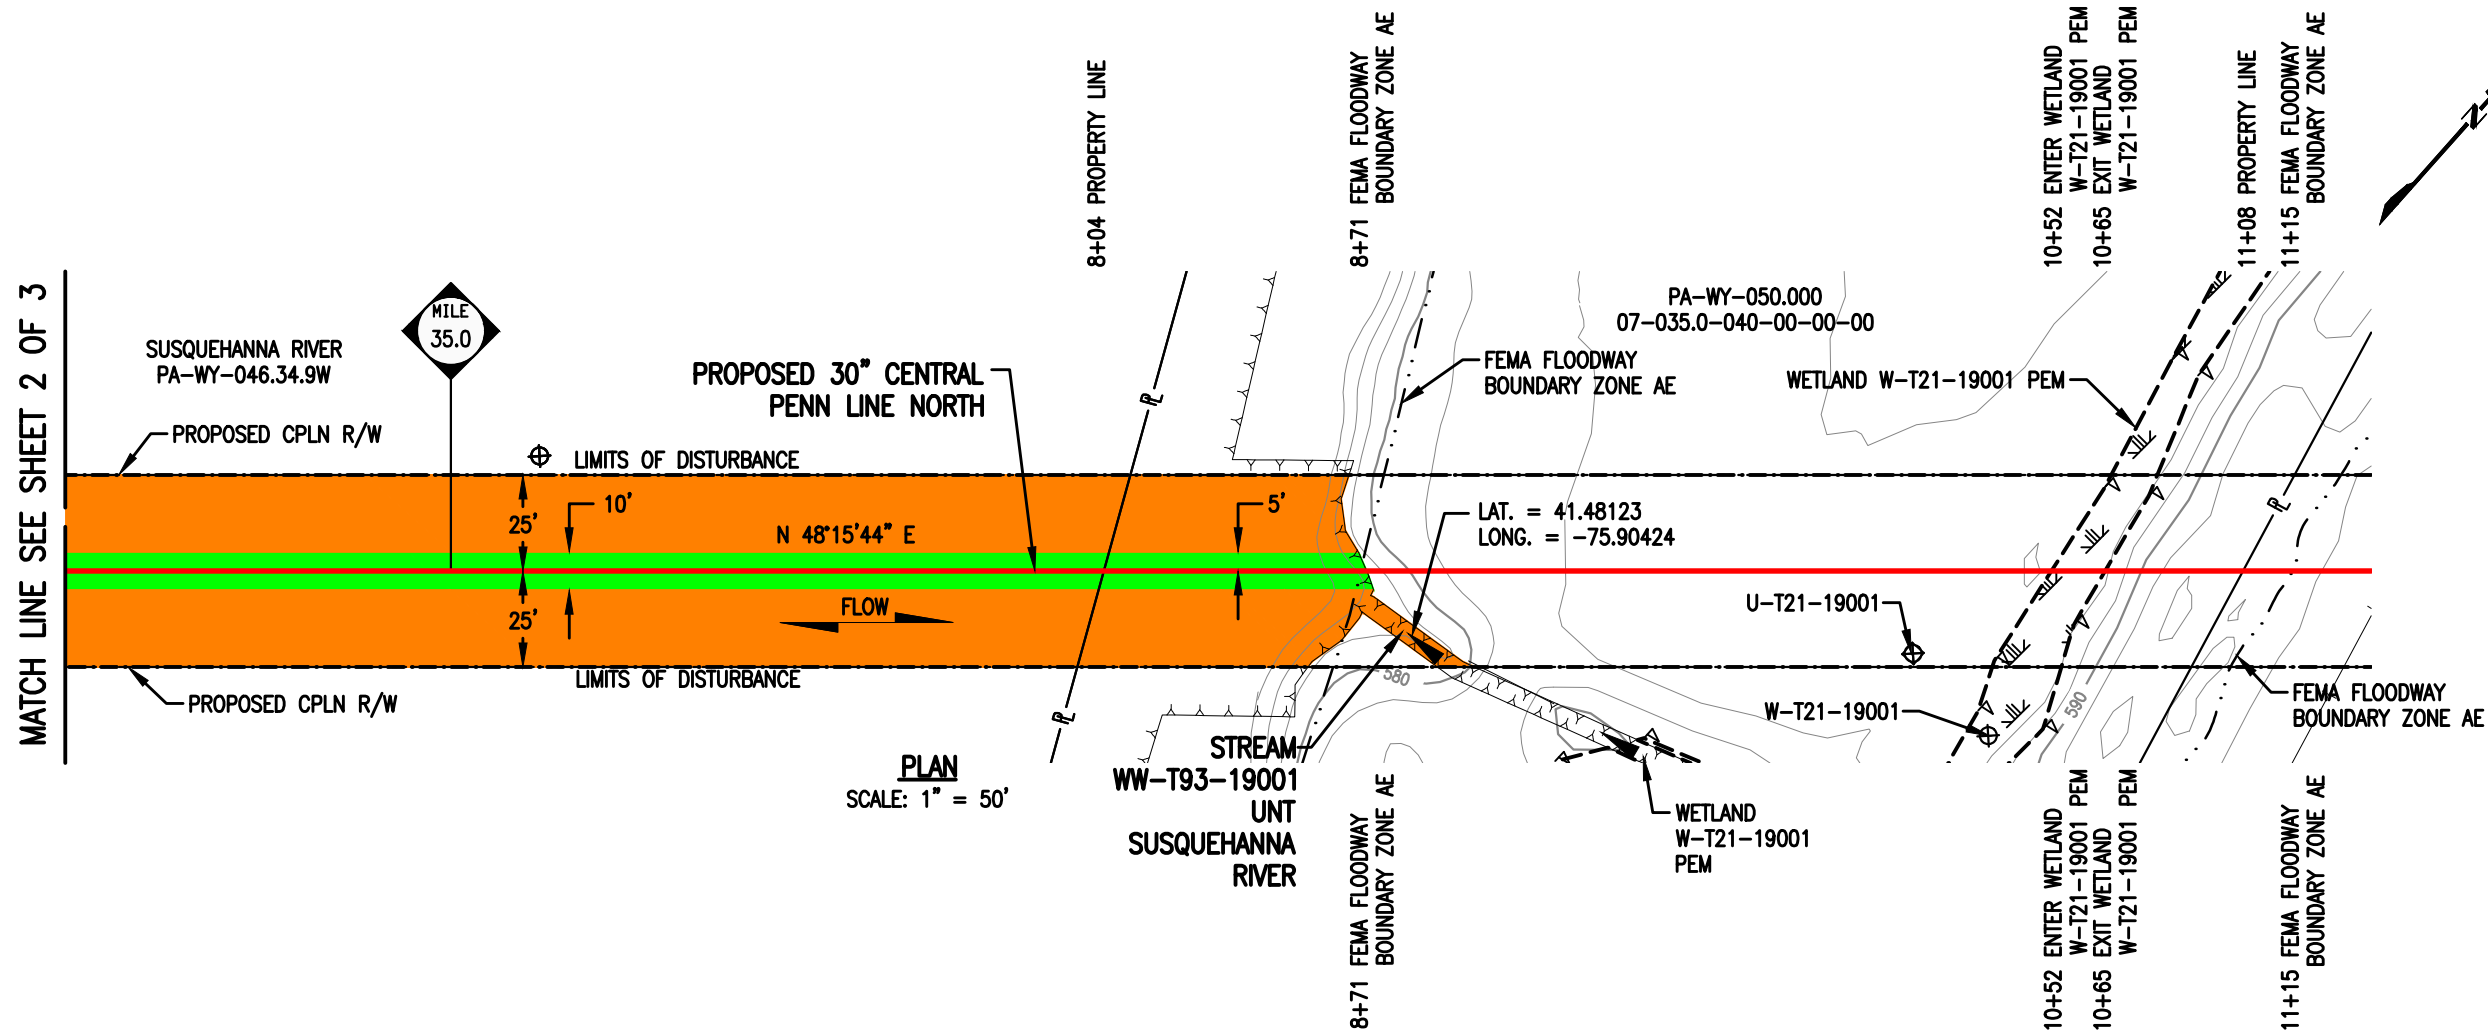 8+04 PROPERTY LINE
8+71 FEMA FLOODWAY
BOUNDARY ZONE AE
10+52 ENTER WETLAND
W-T21-19001 PEM
10+65 EXIT WETLAND
W-T21-19001 PEM
11+08 PROPERTY LINE
11+15 FEMA FLOODWAY
BOUNDARY ZONE AE
N
MATCH LINE SEE SHEET 2 OF 3
SUSQUEHANNA RIVER
PA-WY-046.34.9W
MILE
35.0
PROPOSED CPLN R/W
LIMITS OF DISTURBANCE
PROPOSED 30" CENTRAL
PENN LINE NORTH
PA-WY-050.000
07-035.0-040-00-00-00
FEMA FLOODWAY
BOUNDARY ZONE AE
WETLAND W-T21-19001 PEM
PL
PL
PL
25'
10'
N 48°15'44" E
5'
LAT. = 41.48123
LONG. = -75.90424
25'
FLOW
U-T21-19001
LIMITS OF DISTURBANCE
PROPOSED CPLN R/W
580
590
W-T21-19001
FEMA FLOODWAY
BOUNDARY ZONE AE
PLAN
SCALE: 1" = 50'
STREAM
WW-T93-19001
UNT
SUSQUEHANNA
RIVER
WETLAND
W-T21-19001
PEM
8+71 FEMA FLOODWAY
BOUNDARY ZONE AE
10+52 ENTER WETLAND
W-T21-19001 PEM
10+65 EXIT WETLAND
W-T21-19001 PEM
11+15 FEMA FLOODWAY
BOUNDARY ZONE AE